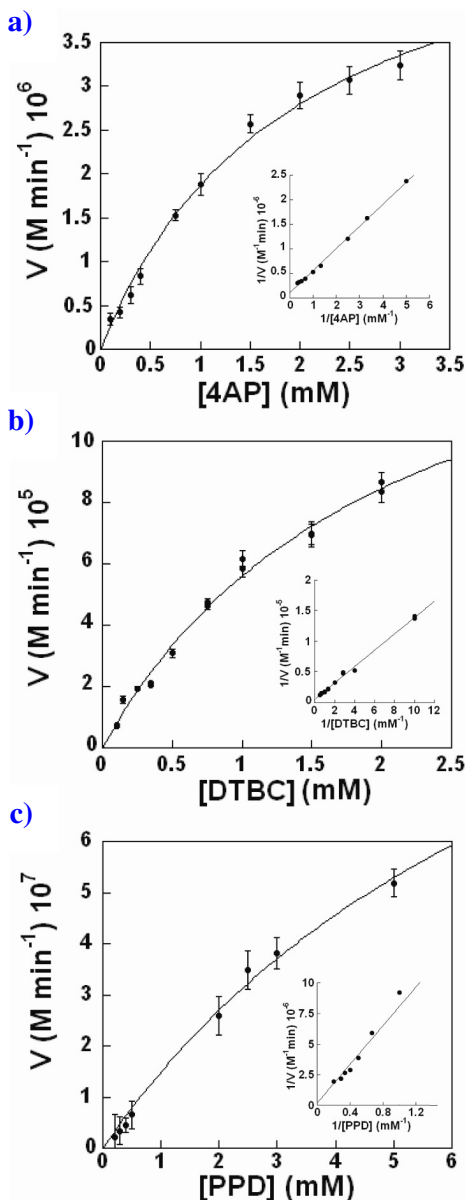 a)
3.5
3
2.5
2
1.5
1
0.5
0
V (M min⁻¹) 10⁶
0 0.5 1 1.5 2 2.5 3 3.5
[4AP] (mM)
2.5
2
1.5
1
0.5
0
1/V (M⁻¹min) 10⁻⁶
0 1 2 3 4 5 6
1/[4AP] (mM⁻¹)
b)
10
8
6
4
2
0
V (M min⁻¹) 10⁵
0 0.5 1 1.5 2 2.5
[DTBC] (mM)
2
1.5
1
0.5
0
1/V (M⁻¹min) 10⁻⁵
0 2 4 6 8 10 12
1/[DTBC] (mM⁻¹)
c)
6
5
4
3
2
1
0
V (M min⁻¹) 10⁷
0 1 2 3 4 5 6
[PPD] (mM)
10
7.5
5
2.5
0
1/V (M⁻¹min) 10⁻⁶
0 0.4 0.8 1.2
1/[PPD] (mM⁻¹)